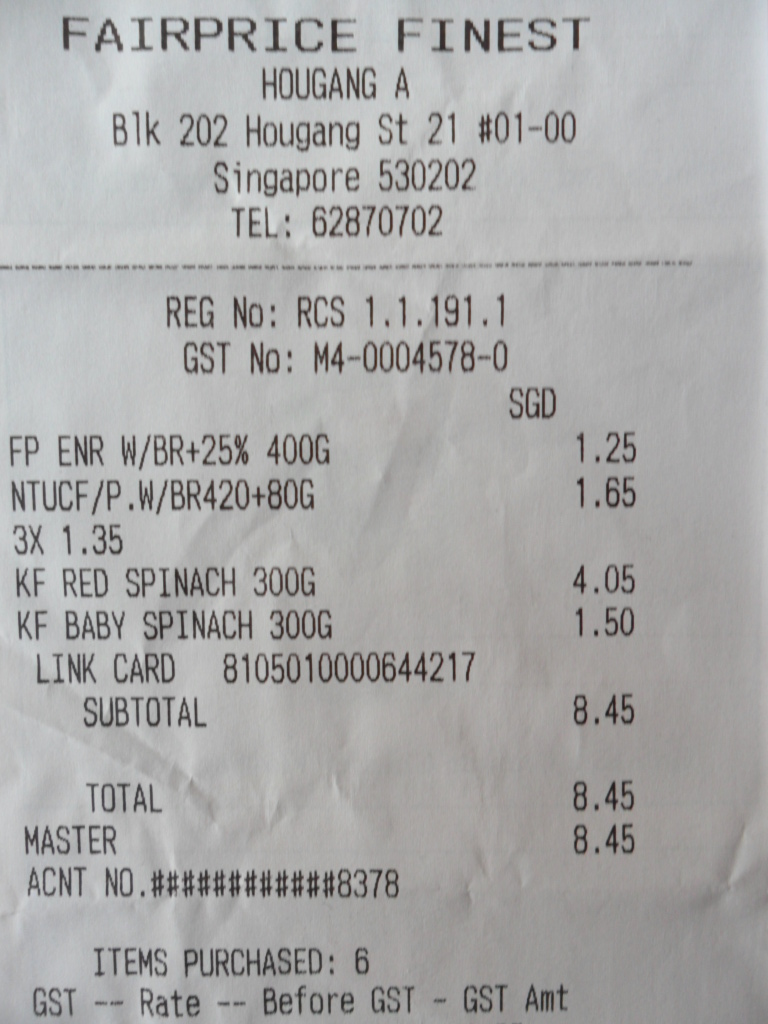 FAIRPRICE FINEST
HOUGANG A
Blk 202 Hougang St 21 #01-00
Singapore 530202
TEL: 62870702
REG No: RCS 1.1.191.1
GST No: M4-0004578-0
SGD
FP ENR W/BR+25% 400G 1.25
NTUCF/P.W/BR420+80G 1.65
3X 1.35
KF RED SPINACH 300G 4.05
KF BABY SPINACH 300G 1.50
LINK CARD 8105010000644217
SUBTOTAL 8.45
TOTAL 8.45
MASTER 8.45
ACNT NO.############8378
ITEMS PURCHASED: 6
GST -- Rate -- Before GST - GST Amt